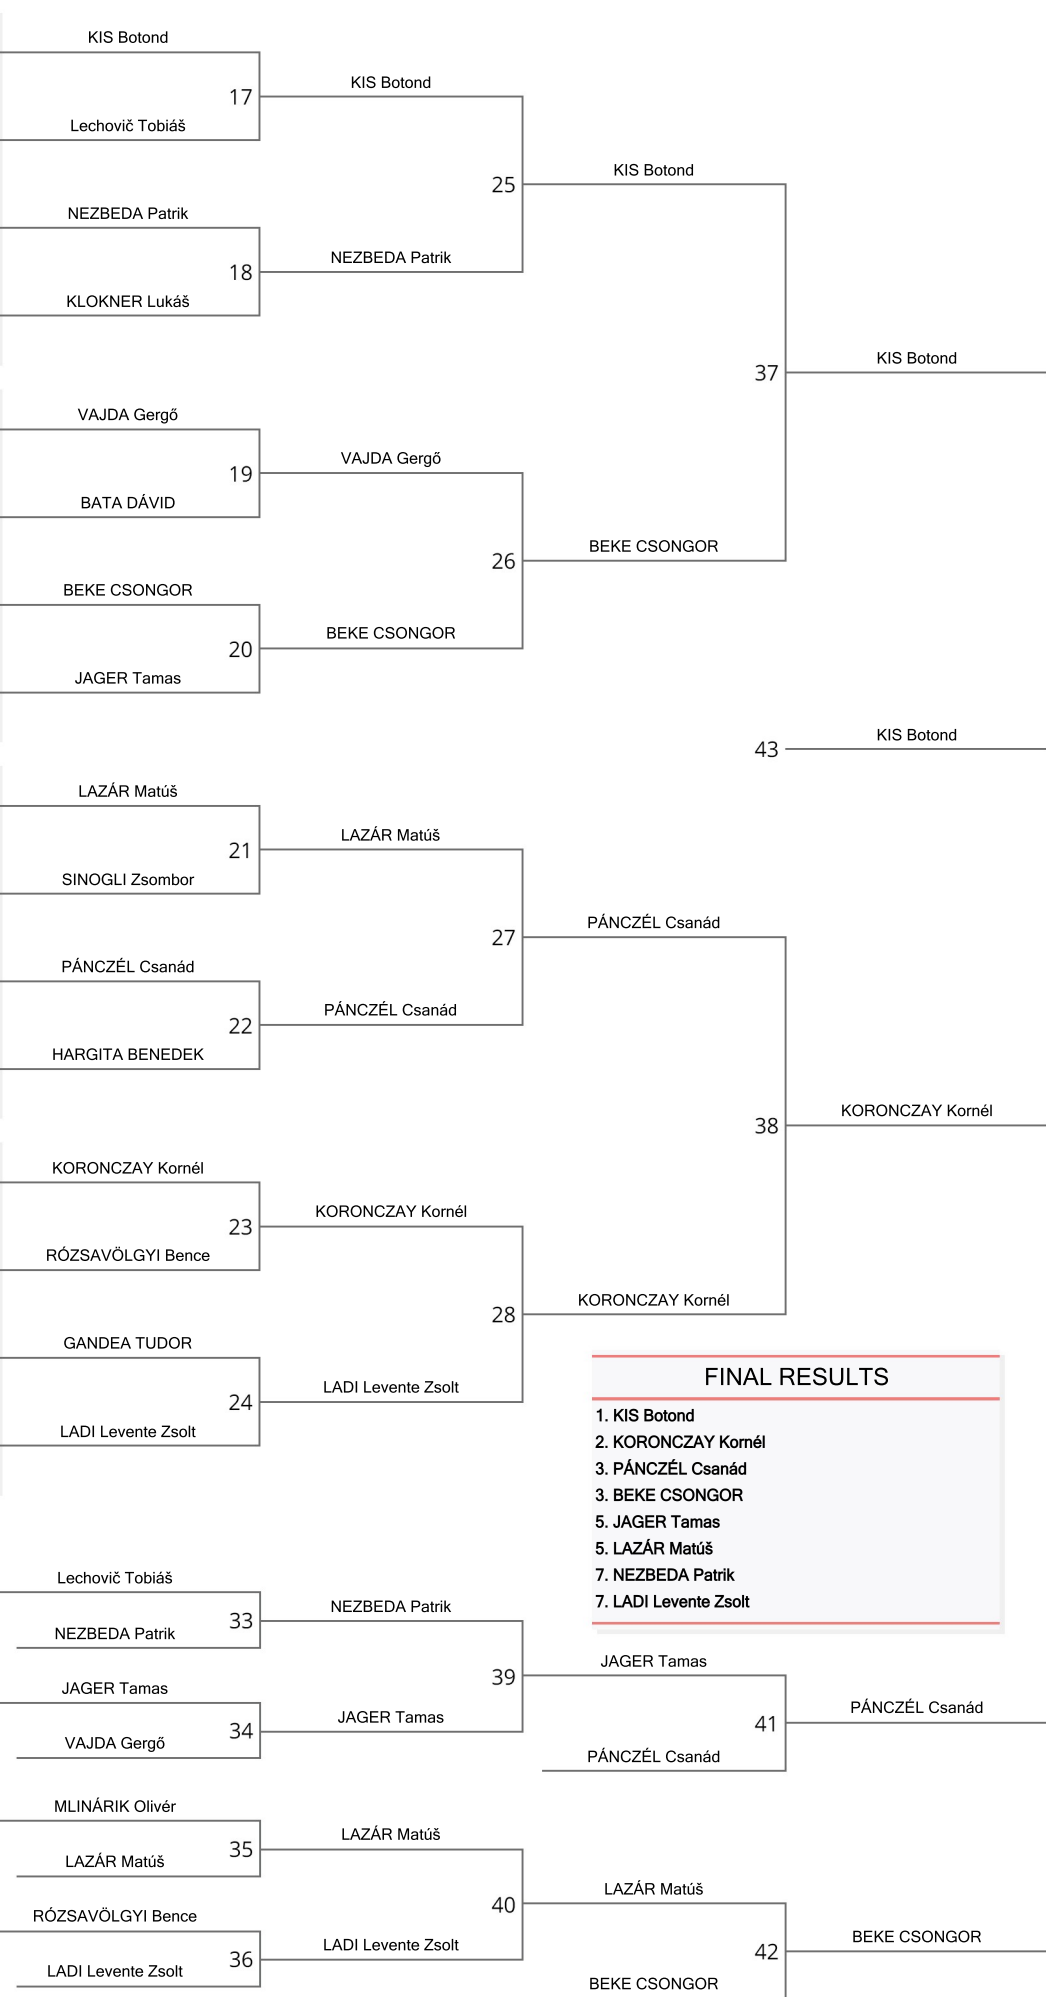 KIS Botond
17
Lechovič Tobiáš
KIS Botond
NEZBEDA Patrik
18
KLOKNER Lukáš
NEZBEDA Patrik
25
KIS Botond
VAJDA Gergő
19
BATA DÁVID
VAJDA Gergő
BEKE CSONGOR
20
JAGER Tamas
BEKE CSONGOR
26
BEKE CSONGOR
37
KIS Botond
43
KIS Botond
LAZÁR Matúš
21
SINOGLI Zsombor
LAZÁR Matúš
PÁNCZÉL Csanád
22
HARGITA BENEDEK
PÁNCZÉL Csanád
27
PÁNCZÉL Csanád
KORONCZAY Kornél
23
RÓZSAVÖLGYI Bence
KORONCZAY Kornél
GANDEA TUDOR
24
LADI Levente Zsolt
LADI Levente Zsolt
28
KORONCZAY Kornél
38
KORONCZAY Kornél
FINAL RESULTS
1. KIS Botond
2. KORONCZAY Kornél
3. PÁNCZÉL Csanád
3. BEKE CSONGOR
5. JAGER Tamas
5. LAZÁR Matúš
7. NEZBEDA Patrik
7. LADI Levente Zsolt
Lechovič Tobiáš
33
NEZBEDA Patrik
NEZBEDA Patrik
JAGER Tamas
34
VAJDA Gergő
JAGER Tamas
39
JAGER Tamas
41
PÁNCZÉL Csanád
PÁNCZÉL Csanád
MLINÁRIK Olivér
35
LAZÁR Matúš
LAZÁR Matúš
RÓZSAVÖLGYI Bence
36
LADI Levente Zsolt
LADI Levente Zsolt
40
LAZÁR Matúš
42
BEKE CSONGOR
BEKE CSONGOR